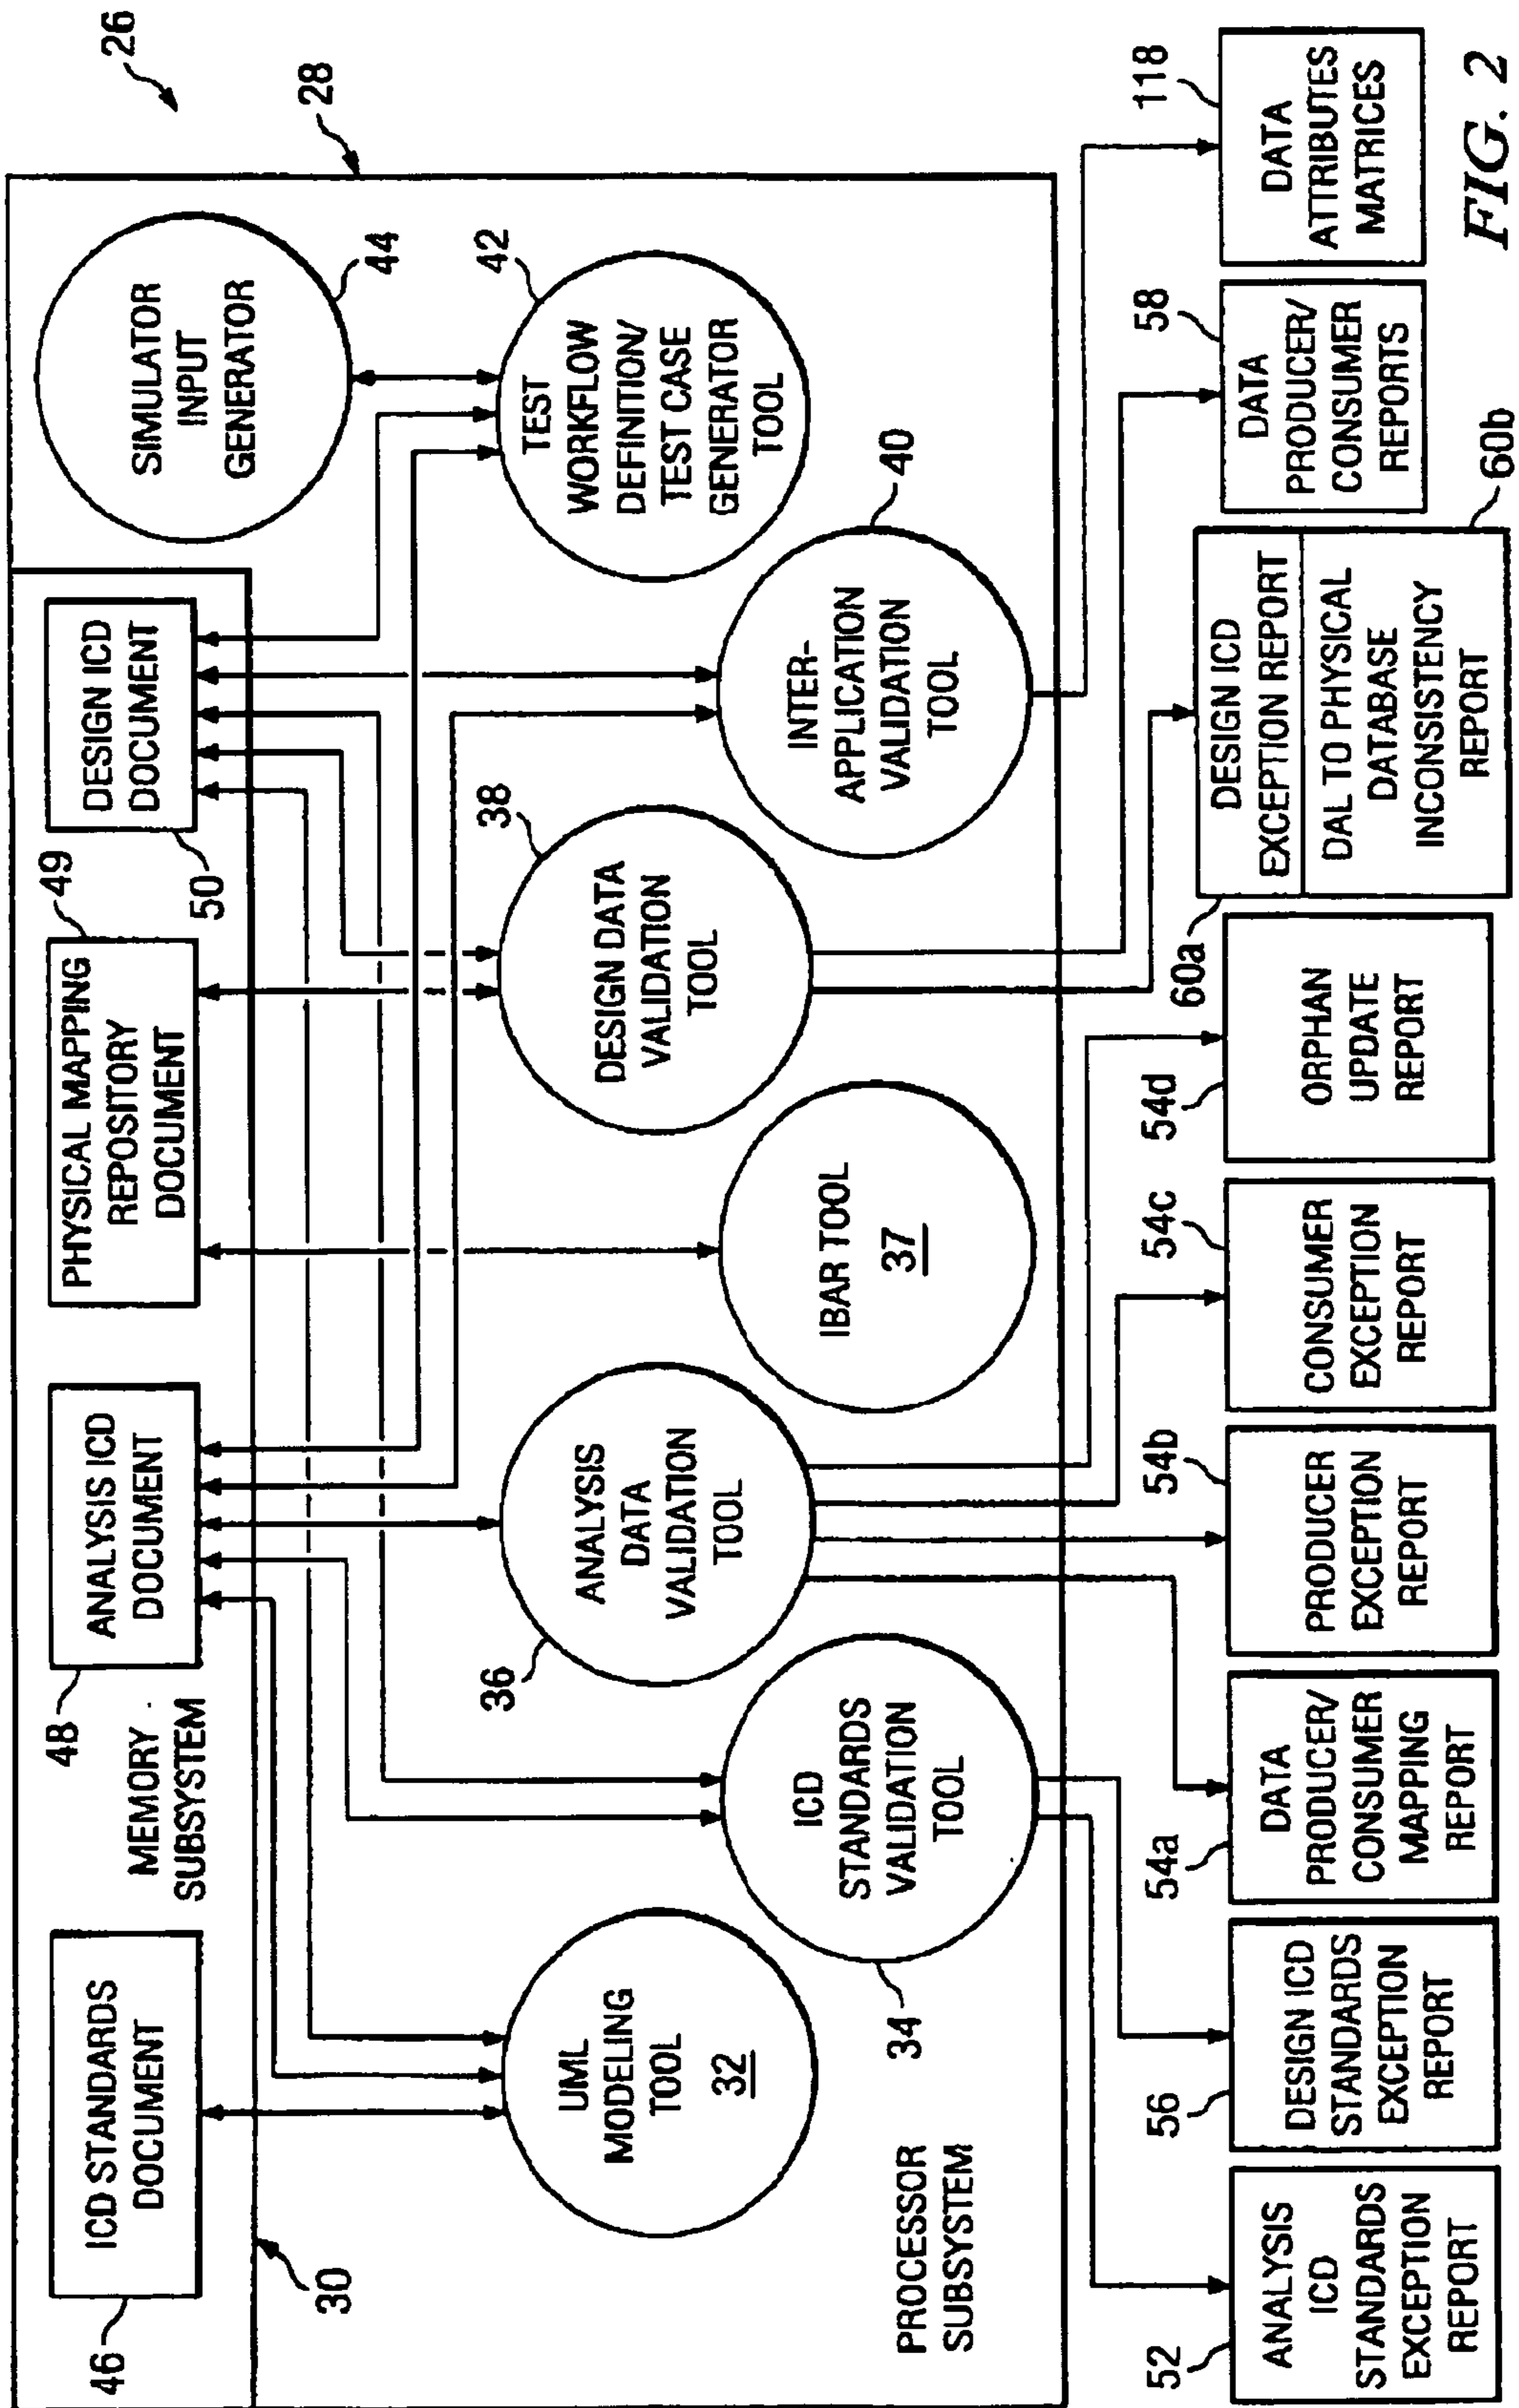 26
28
30
46
ICD STANDARDS
DOCUMENT
MEMORY
SUBSYSTEM
48
ANALYSIS ICD
DOCUMENT
49
PHYSICAL MAPPING
REPOSITORY
DOCUMENT
50
DESIGN ICD
DOCUMENT
SIMULATOR
INPUT
GENERATOR
44
UML
MODELING
TOOL
32
ICD
STANDARDS
VALIDATION
TOOL
34
ANALYSIS
DATA
VALIDATION
TOOL
36
IBAR TOOL
37
DESIGN DATA
VALIDATION
TOOL
38
INTER-
APPLICATION
VALIDATION
TOOL
40
TEST
WORKFLOW
DEFINITION/
TEST CASE
GENERATOR
TOOL
42
PROCESSOR
SUBSYSTEM
52
ANALYSIS
ICD
STANDARDS
EXCEPTION
REPORT
56
DESIGN ICD
STANDARDS
EXCEPTION
REPORT
54a
DATA
PRODUCER/
CONSUMER
MAPPING
REPORT
54b
PRODUCER
EXCEPTION
REPORT
54c
CONSUMER
EXCEPTION
REPORT
54d
ORPHAN
UPDATE
REPORT
60a
DESIGN ICD
EXCEPTION REPORT
DAL TO PHYSICAL
DATABASE
INCONSISTENCY
REPORT
60b
58
DATA
PRODUCER/
CONSUMER
REPORTS
118
DATA
ATTRIBUTES
MATRICES
FIG. 2